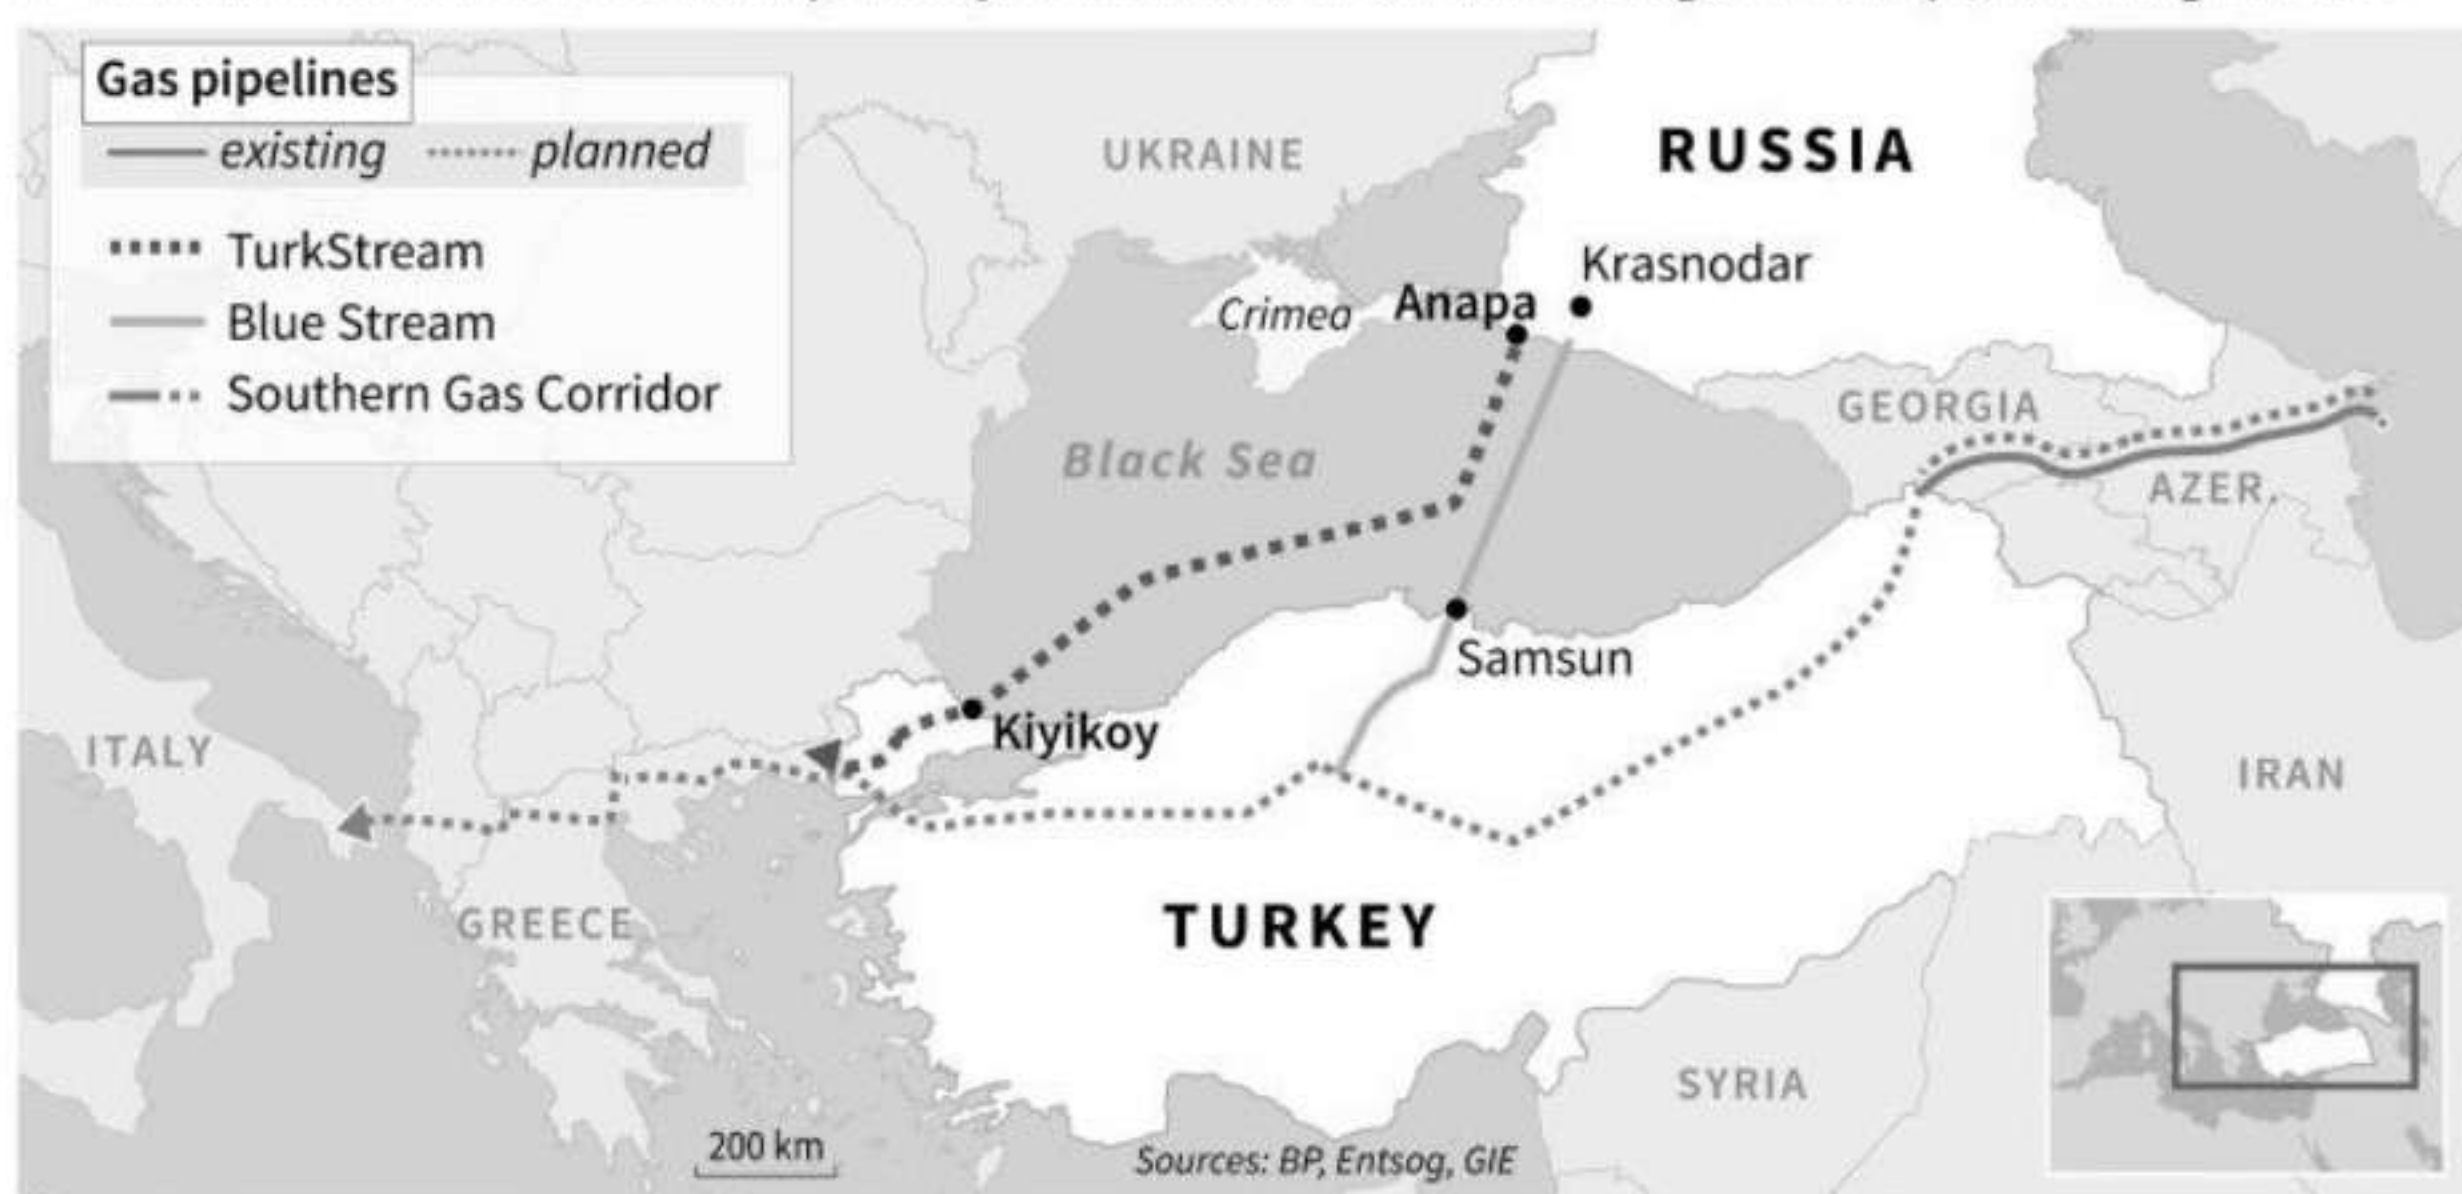 Gas pipelines
existing planned
TurkStream
Blue Stream
Southern Gas Corridor
UKRAINE
RUSSIA
Krasnodar
Anapa
Crimea
GEORGIA
Black Sea
AZER.
Samsun
Kiyikoy
ITALY
IRAN
GREECE
TURKEY
SYRIA
200 km
Sources: BP, Entsog, GIE